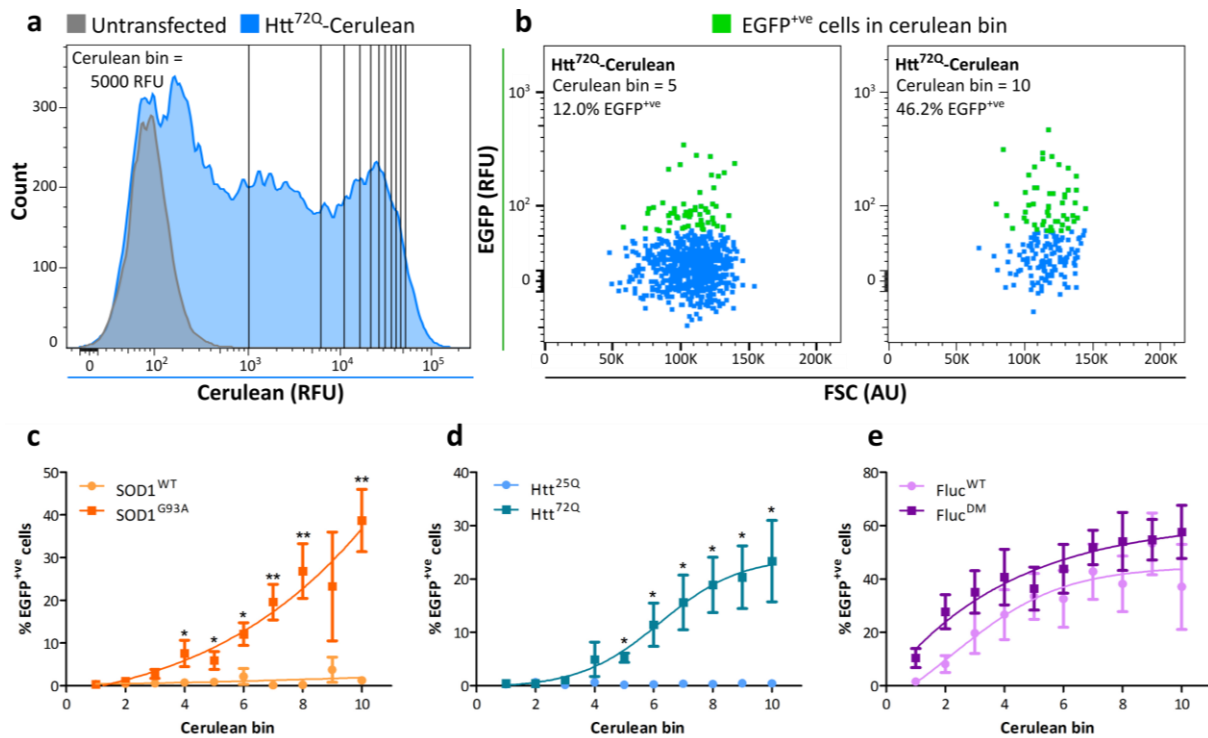 a
Untransfected Htt72Q-Cerulean
Cerulean bin =
5000 RFU
Count
300
200
100
0
0 10² 10³ 10⁴ 10⁵
Cerulean (RFU)
b
EGFP+ve cells in cerulean bin
Htt72Q-Cerulean
Cerulean bin = 5
12.0% EGFP+ve
EGFP (RFU)
10³
10²
0
0 50K 100K 150K 200K
Htt72Q-Cerulean
Cerulean bin = 10
46.2% EGFP+ve
10³
10²
0
0 50K 100K 150K 200K
FSC (AU)
c
% EGFP+ve cells
50
40
30
20
10
0
SOD1WT
SOD1G93A
* * * ** ** **
0 2 4 6 8 10
Cerulean bin
d
% EGFP+ve cells
40
30
20
10
0
Htt25Q
Htt72Q
* * * * * *
0 2 4 6 8 10
Cerulean bin
e
% EGFP+ve cells
80
60
40
20
0
FlucWT
FlucDM
0 2 4 6 8 10
Cerulean bin